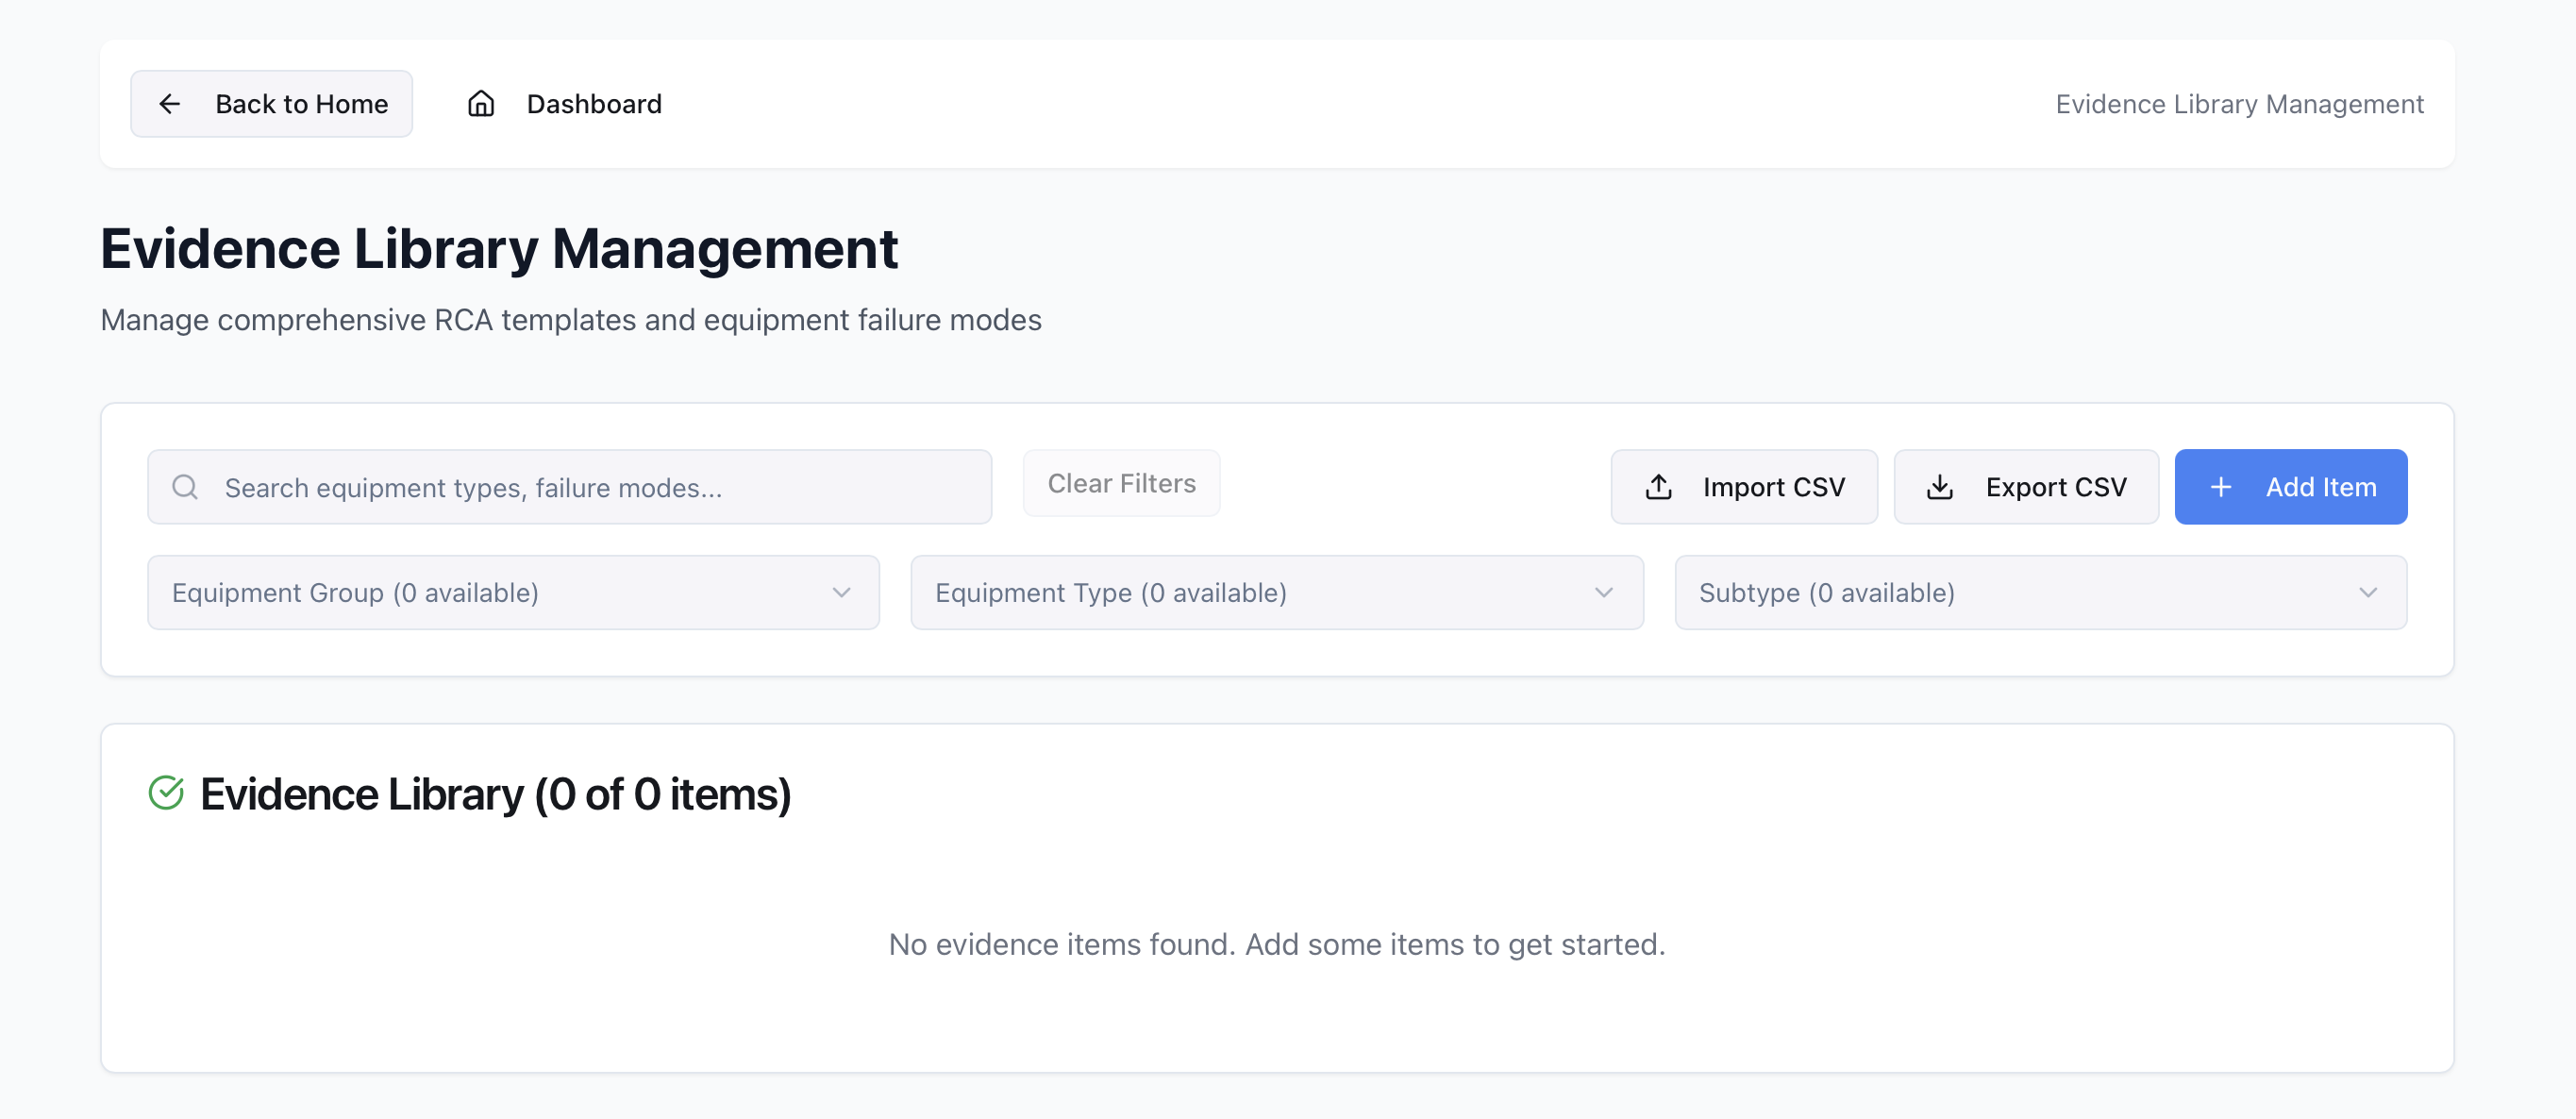 Back to Home
Dashboard
Evidence Library Management
Evidence Library Management
Manage comprehensive RCA templates and equipment failure modes
Search equipment types, failure modes...
Clear Filters
Import CSV
Export CSV
Add Item
Equipment Group (0 available)
Equipment Type (0 available)
Subtype (0 available)
Evidence Library (0 of 0 items)
No evidence items found. Add some items to get started.